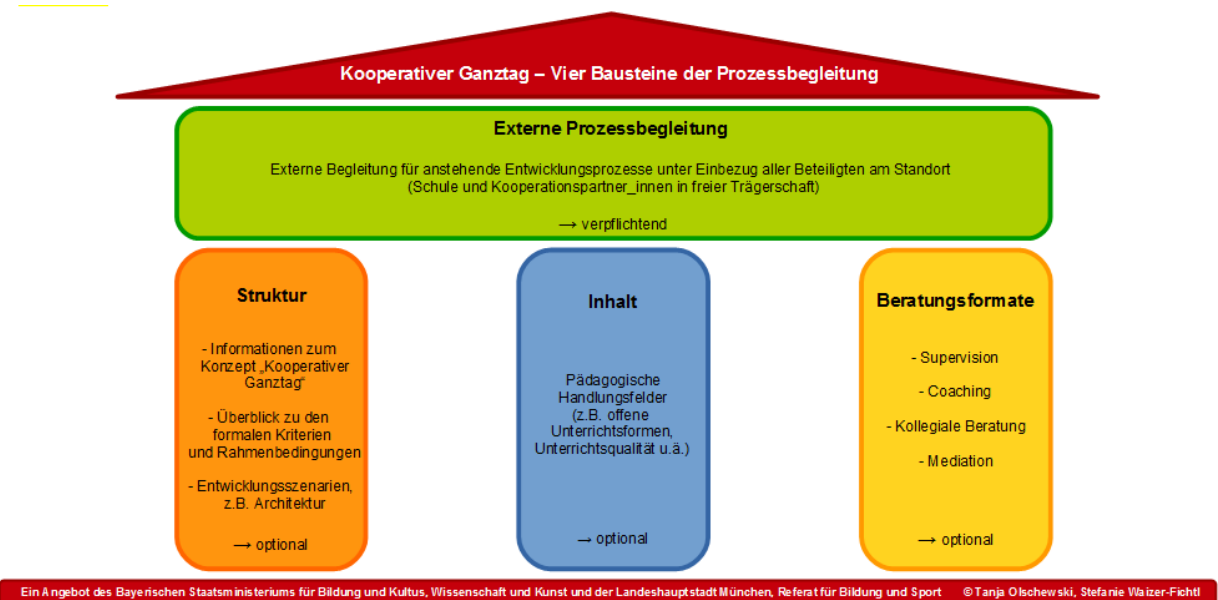 Kooperativer Ganztag – Vier Bausteine der Prozessbegleitung
Externe Prozessbegleitung
Externe Begleitung für anstehende Entwicklungsprozesse unter Einbezug aller Beteiligten am Standort
(Schule und Kooperationspartner_innen in freier Trägerschaft)
→ verpflichtend
Struktur
- Informationen zum
Konzept „Kooperativer
Ganztag“
- Überblick zu den
formalen Kriterien
und Rahmenbedingungen
- Entwicklungsszenarien,
z.B. Architektur
→ optional
Inhalt
Pädagogische
Handlungsfelder
(z.B. offene
Unterrichtsformen,
Unterrichtsqualität u.ä.)
→ optional
Beratungsformate
- Supervision
- Coaching
- Kollegiale Beratung
- Mediation
→ optional
Ein Angebot des Bayerischen Staatsministeriums für Bildung und Kultus, Wissenschaft und Kunst und der Landeshauptstadt München, Referat für Bildung und Sport © Tanja Olschewski, Stefanie Waizer-Fichtl